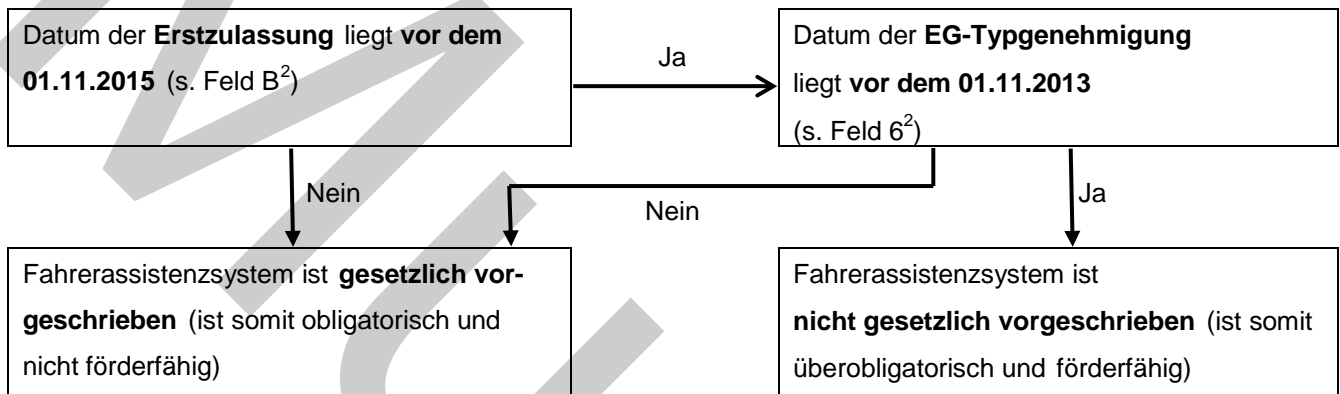 Datum der Erstzulassung liegt vor dem
01.11.2015 (s. Feld B²)
Ja
Datum der EG-Typgenehmigung
liegt vor dem 01.11.2013
(s. Feld 6²)
Nein
Nein
Ja
Fahrerassistenzsystem ist gesetzlich vor-
geschrieben (ist somit obligatorisch und
nicht förderfähig)
Fahrerassistenzsystem ist
nicht gesetzlich vorgeschrieben (ist somit
überobligatorisch und förderfähig)